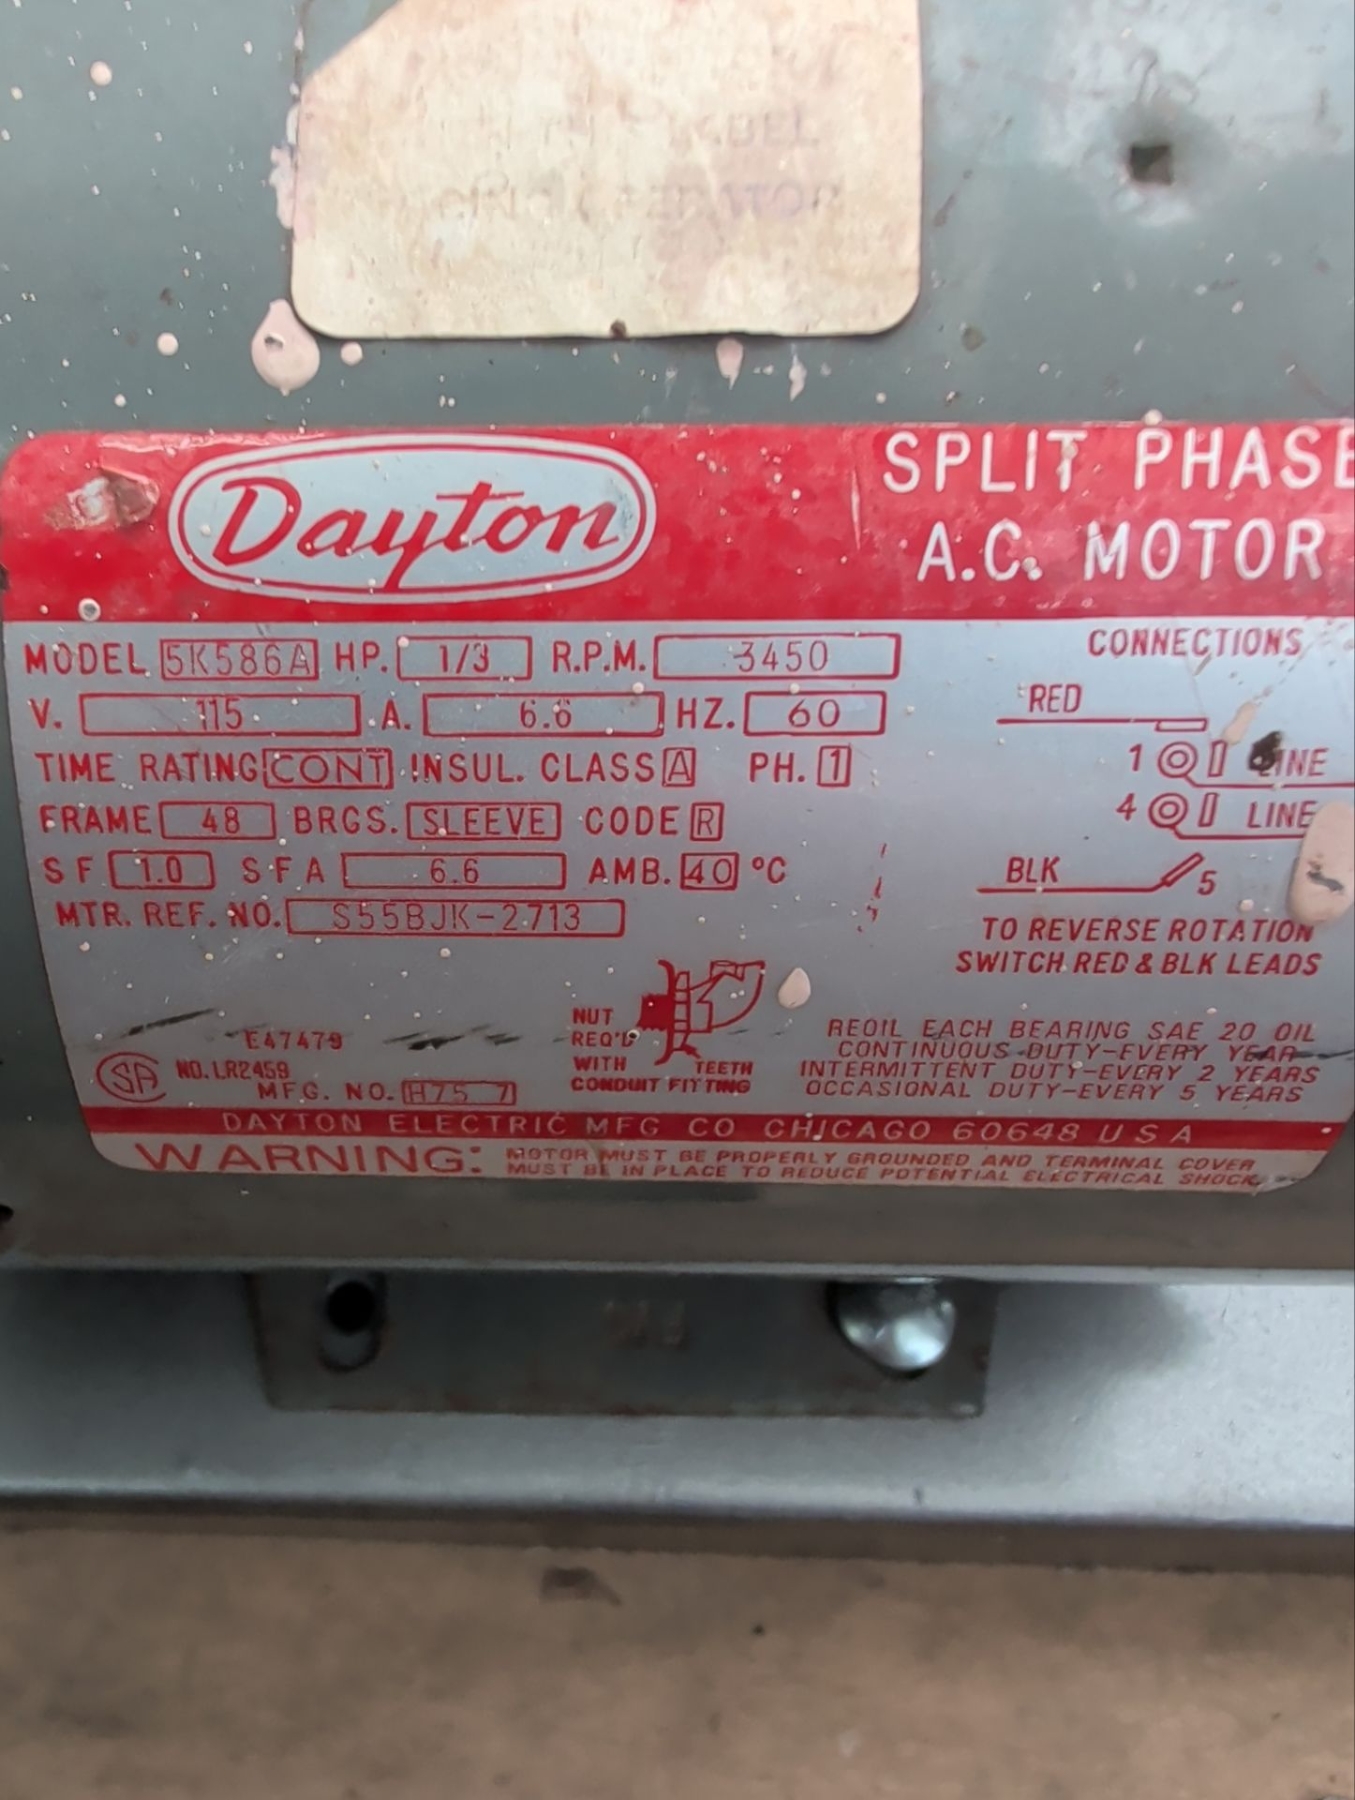 LABEL
Dayton
SPLIT PHASE
A.C. MOTOR
MODEL 5K586A HP. 1/3 R.P.M. 3450
V. 115 A. 6.6 HZ. 60
TIME RATING CONT INSUL. CLASS A PH. 1
FRAME 48 BRGS. SLEEVE CODE R
SF 1.0 SFA 6.6 AMB. 40 °C
MTR. REF. NO. S55BJK-2713
CONNECTIONS
RED
1 LINE
4 LINE
BLK 5
TO REVERSE ROTATION
SWITCH RED & BLK LEADS
E47479
SA NO. LR2459
MFG. NO. H75 7
NUT
REQ'D
WITH TEETH
CONDUIT FITTING
REOIL EACH BEARING SAE 20 OIL
CONTINUOUS DUTY-EVERY YEAR
INTERMITTENT DUTY-EVERY 2 YEARS
OCCASIONAL DUTY-EVERY 5 YEARS
DAYTON ELECTRIC MFG CO CHICAGO 60648 USA
WARNING: MOTOR MUST BE PROPERLY GROUNDED AND TERMINAL COVER
MUST BE IN PLACE TO REDUCE POTENTIAL ELECTRICAL SHOCK.